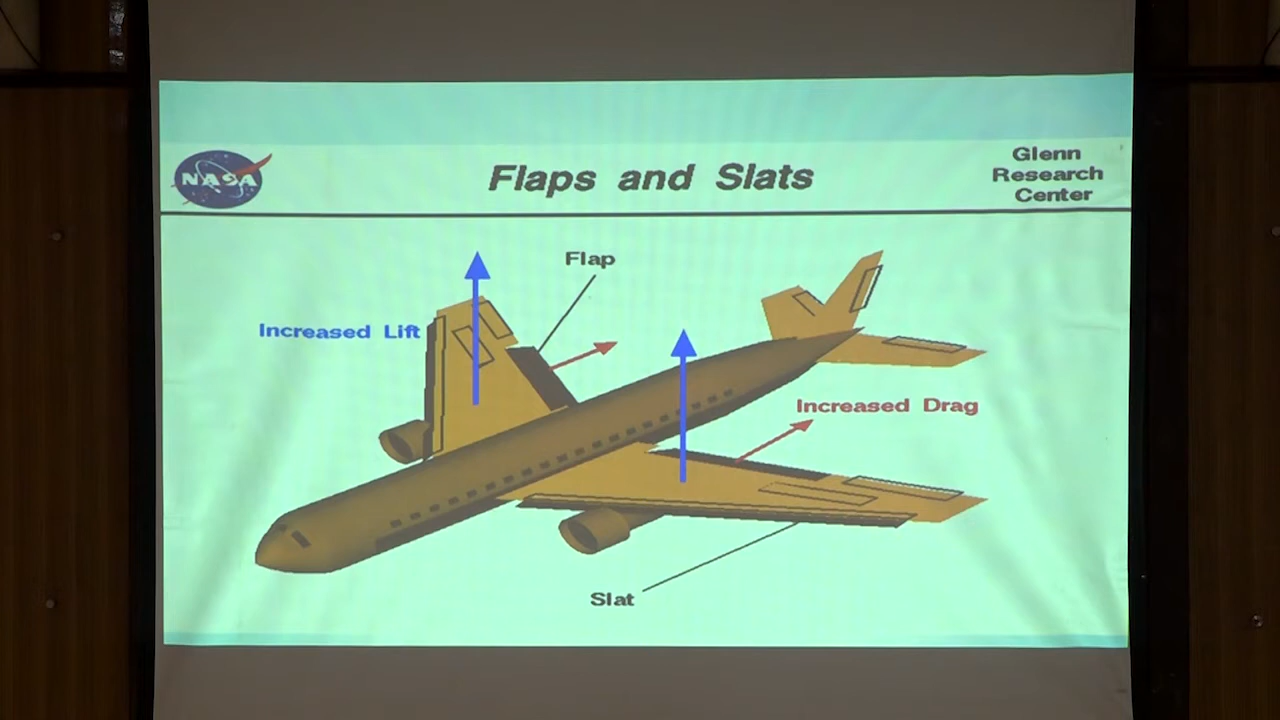 NASA
Flaps and Slats
Glenn
Research
Center
Flap
Increased Lift
Increased Drag
Slat